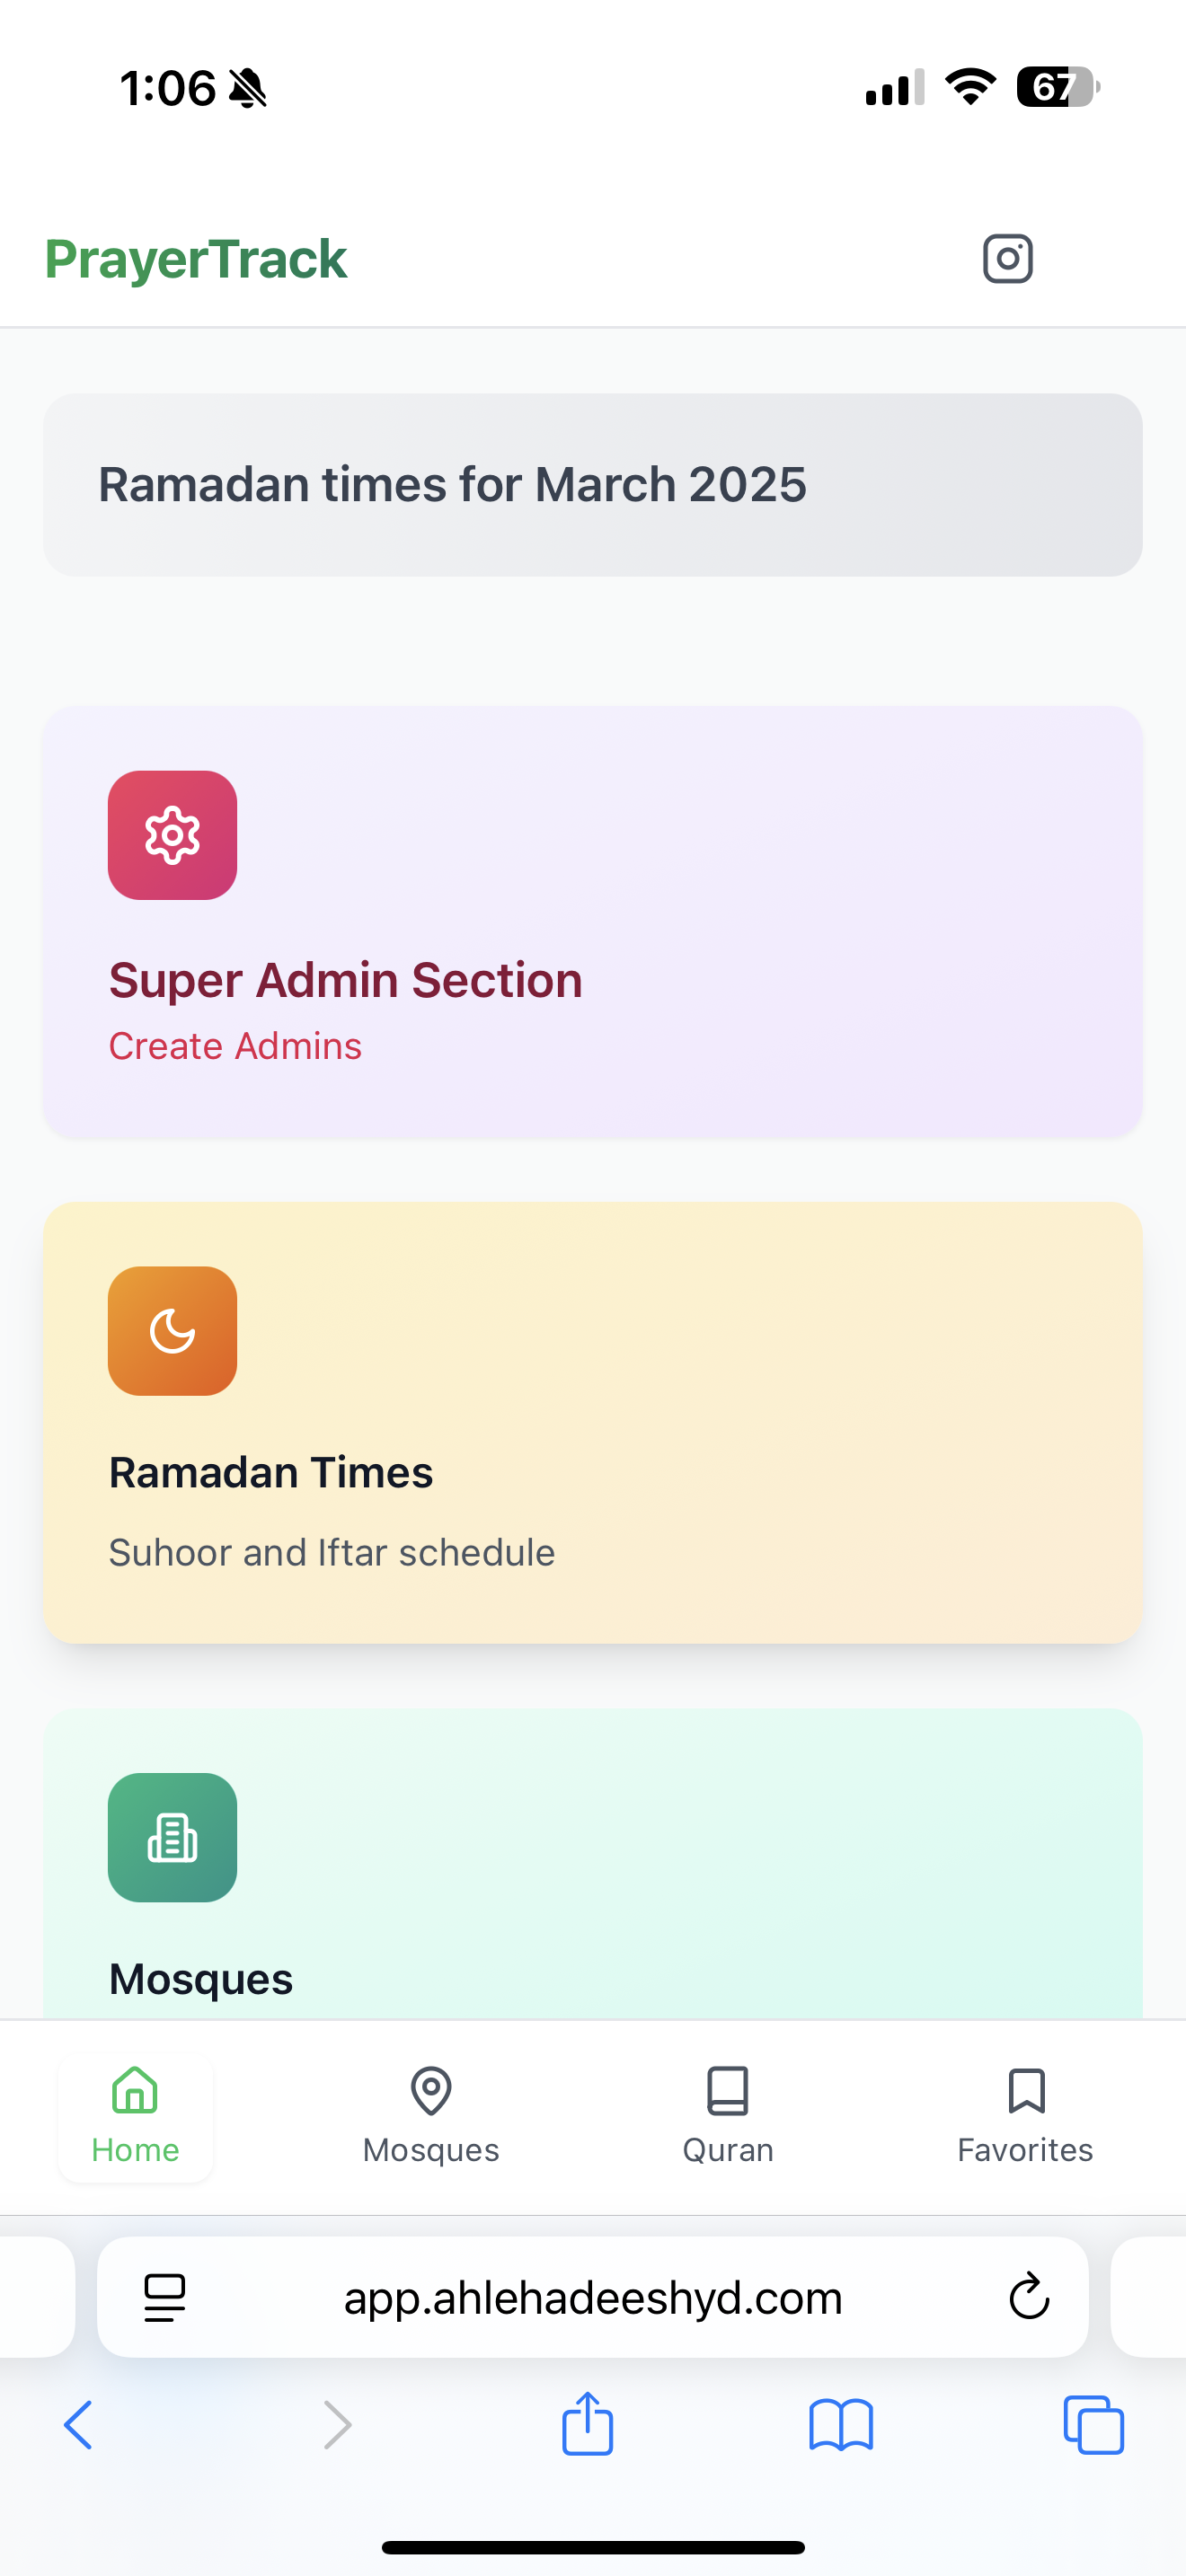 1:06
67
PrayerTrack
Ramadan times for March 2025
Super Admin Section
Create Admins
Ramadan Times
Suhoor and Iftar schedule
Mosques
Home Mosques Quran Favorites
app.ahlehadeeshyd.com